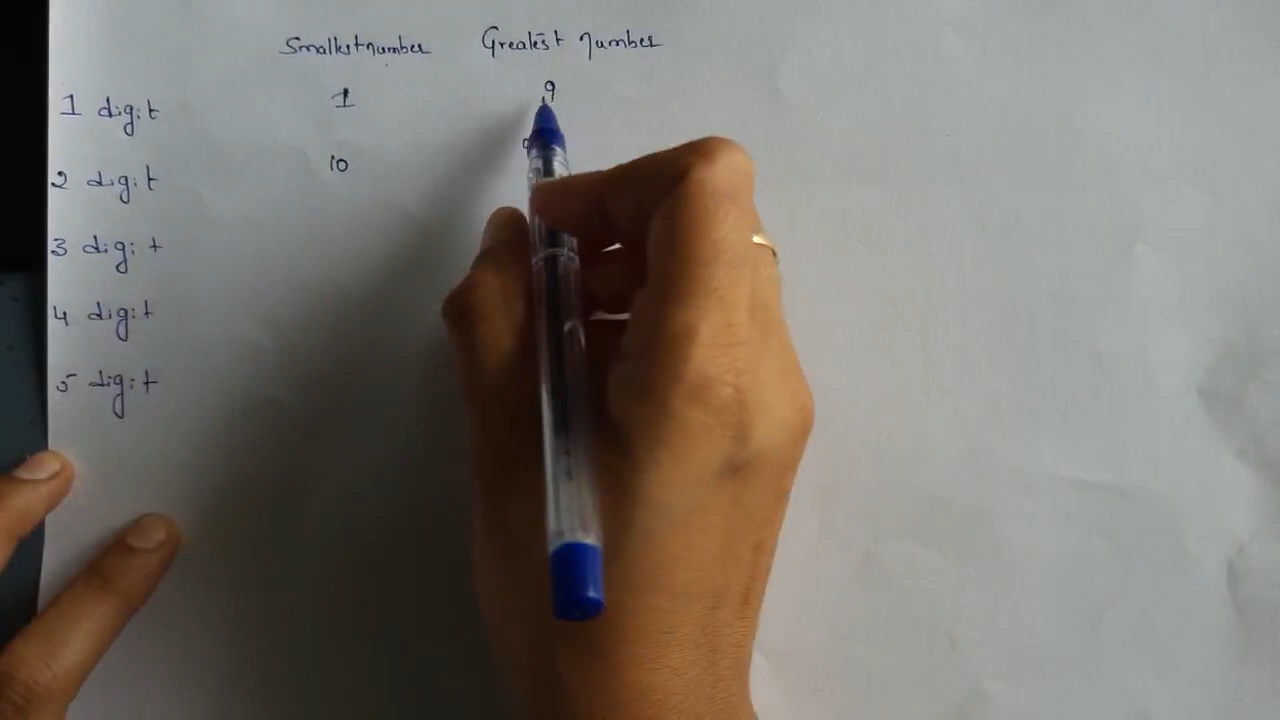 Smallest number Greatest number
1 digit 1 9
2 digit 10
3 digit
4 digit
5 digit